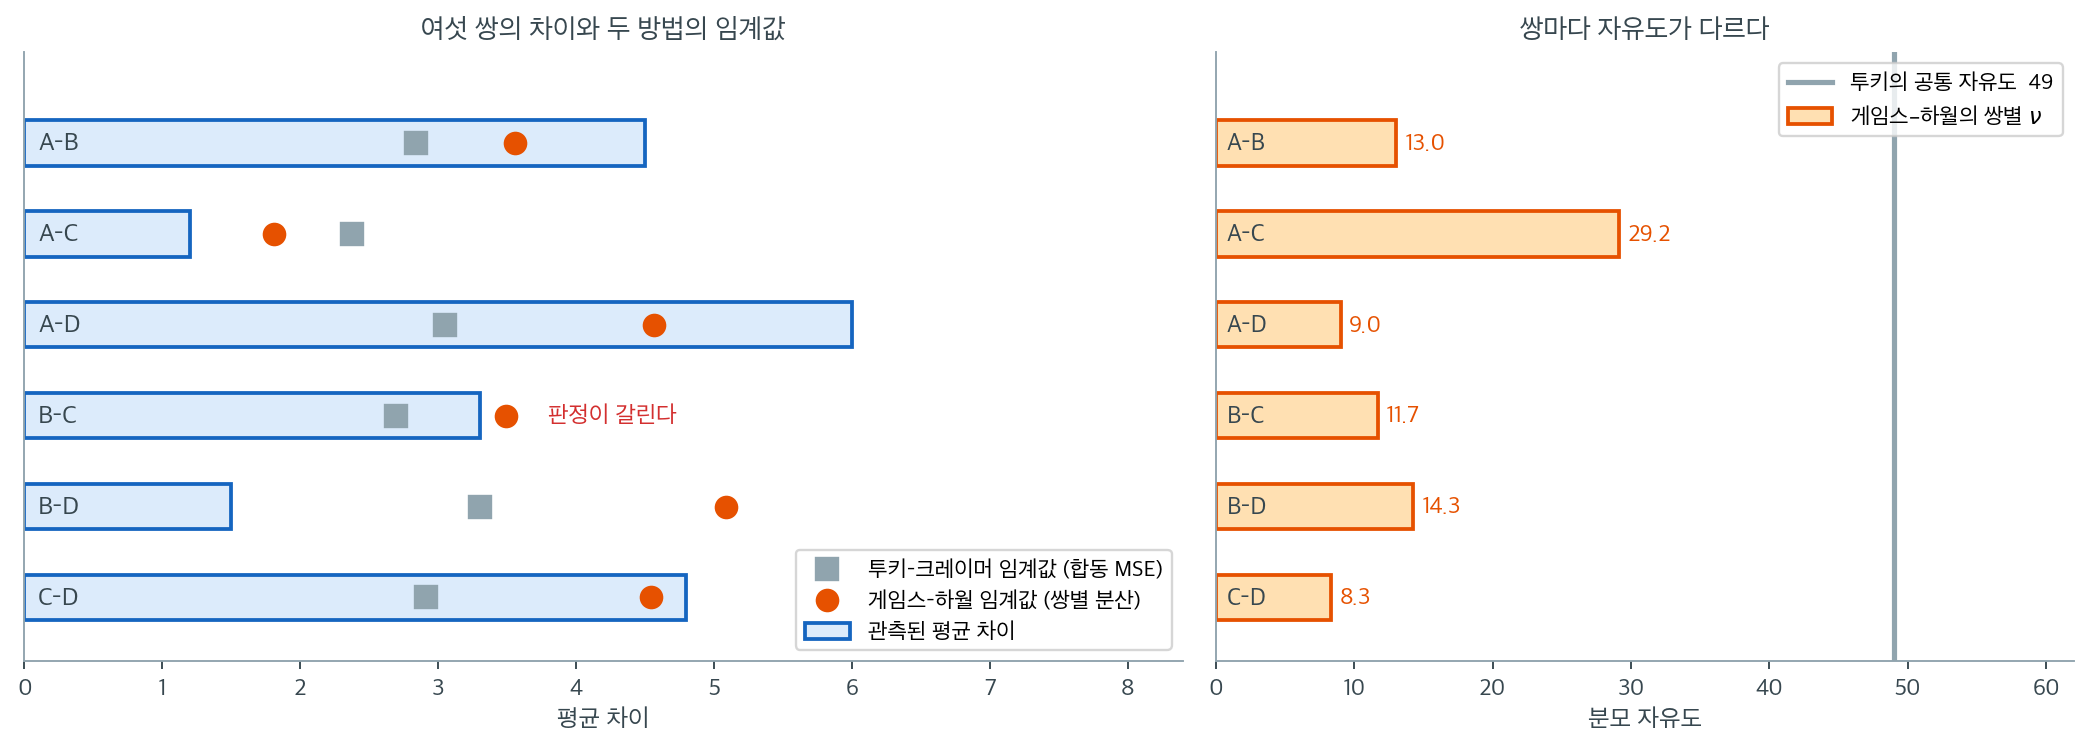 여섯 쌍의 차이와 두 방법의 임계값
A-B
A-C
A-D
B-C
판정이 갈린다
B-D
C-D
투키-크레이머 임계값 (합동 MSE)
게임스-하월 임계값 (쌍별 분산)
관측된 평균 차이
0 1 2 3 4 5 6 7 8
평균 차이
쌍마다 자유도가 다르다
투키의 공통 자유도 49
게임스–하월의 쌍별 ν
A-B 13.0
A-C 29.2
A-D 9.0
B-C 11.7
B-D 14.3
C-D 8.3
0 10 20 30 40 50 60
분모 자유도